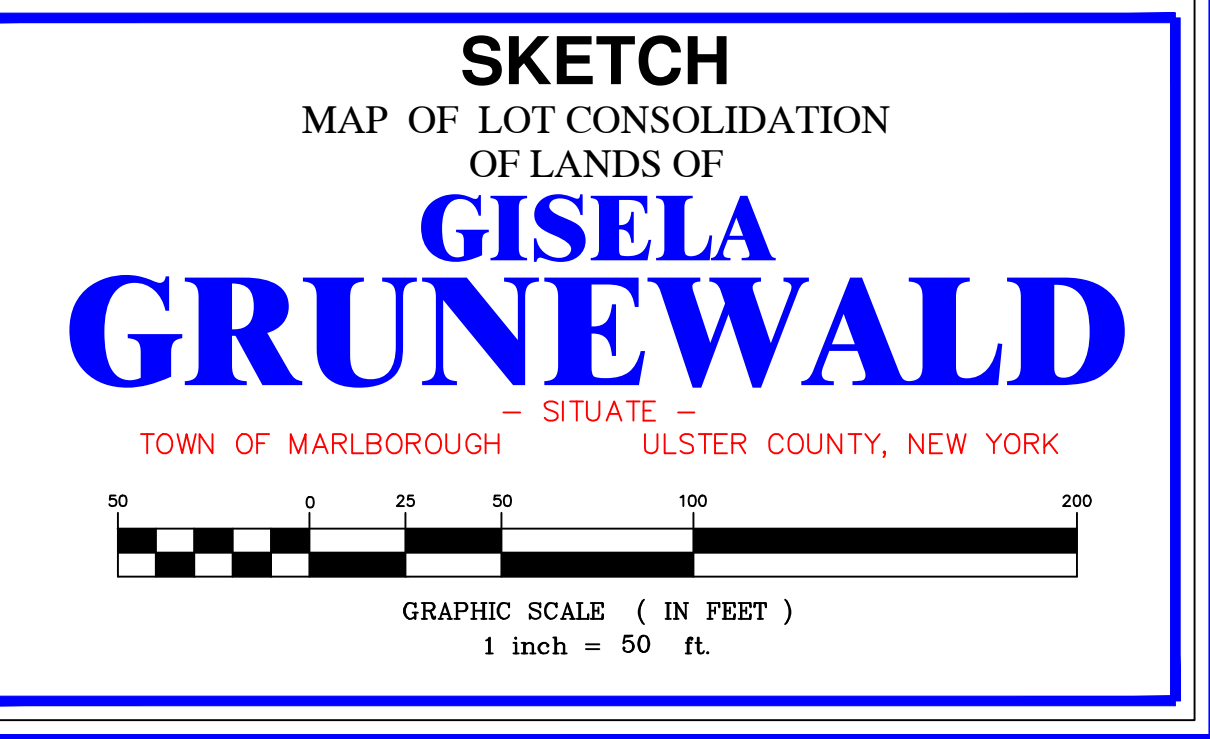 SKETCH
MAP OF LOT CONSOLIDATION
OF LANDS OF
GISELA
GRUNEWALD
– SITUATE –
TOWN OF MARLBOROUGH ULSTER COUNTY, NEW YORK
50 0 25 50 100 200
GRAPHIC SCALE ( IN FEET )
1 inch = 50 ft.